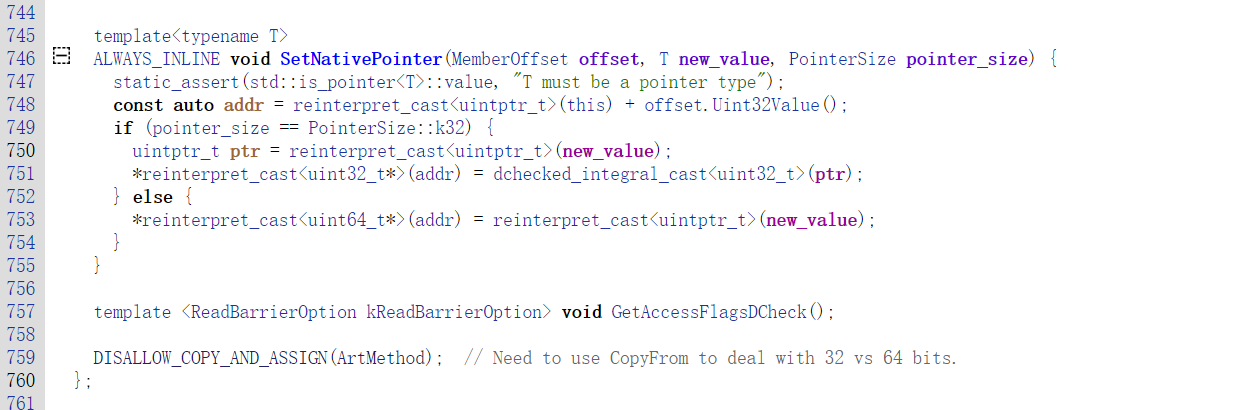 744
745 template<typename T>
746 ALWAYS_INLINE void SetNativePointer(MemberOffset offset, T new_value, PointerSize pointer_size) {
747 static_assert(std::is_pointer<T>::value, "T must be a pointer type");
748 const auto addr = reinterpret_cast<uintptr_t>(this) + offset.Uint32Value();
749 if (pointer_size == PointerSize::k32) {
750 uintptr_t ptr = reinterpret_cast<uintptr_t>(new_value);
751 *reinterpret_cast<uint32_t*>(addr) = dchecked_integral_cast<uint32_t>(ptr);
752 } else {
753 *reinterpret_cast<uint64_t*>(addr) = reinterpret_cast<uintptr_t>(new_value);
754 }
755 }
756
757 template <ReadBarrierOption kReadBarrierOption> void GetAccessFlagsDCheck();
758
759 DISALLOW_COPY_AND_ASSIGN(ArtMethod); // Need to use CopyFrom to deal with 32 vs 64 bits.
760 };
761